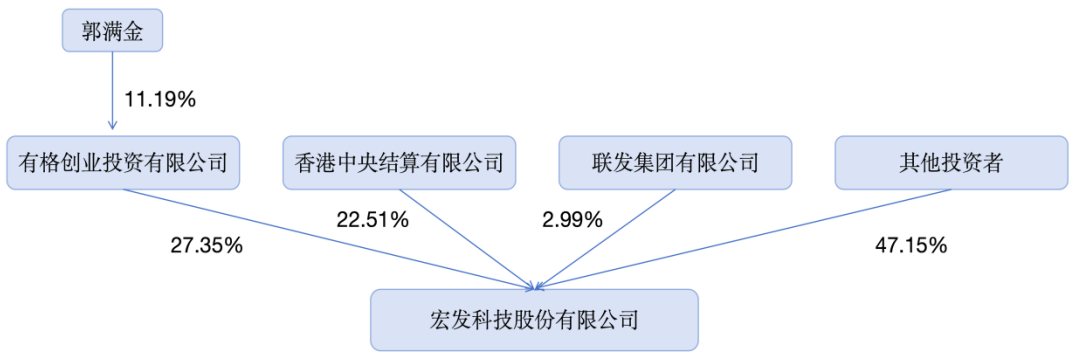 郭满金
11.19%
有格创业投资有限公司
香港中央结算有限公司
联发集团有限公司
其他投资者
22.51%
2.99%
27.35%
47.15%
宏发科技股份有限公司